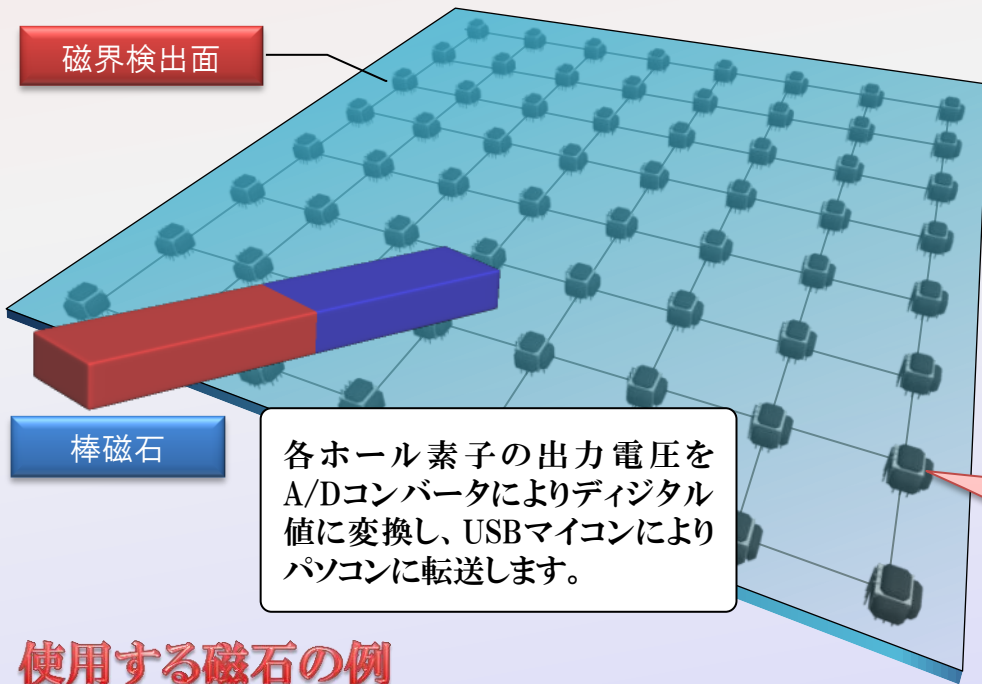 磁界検出面
棒磁石
各ホール素子の出力電圧を
A/Dコンバータによりディジタル
値に変換し、USBマイコンにより
パソコンに転送します。
使用する磁石の例